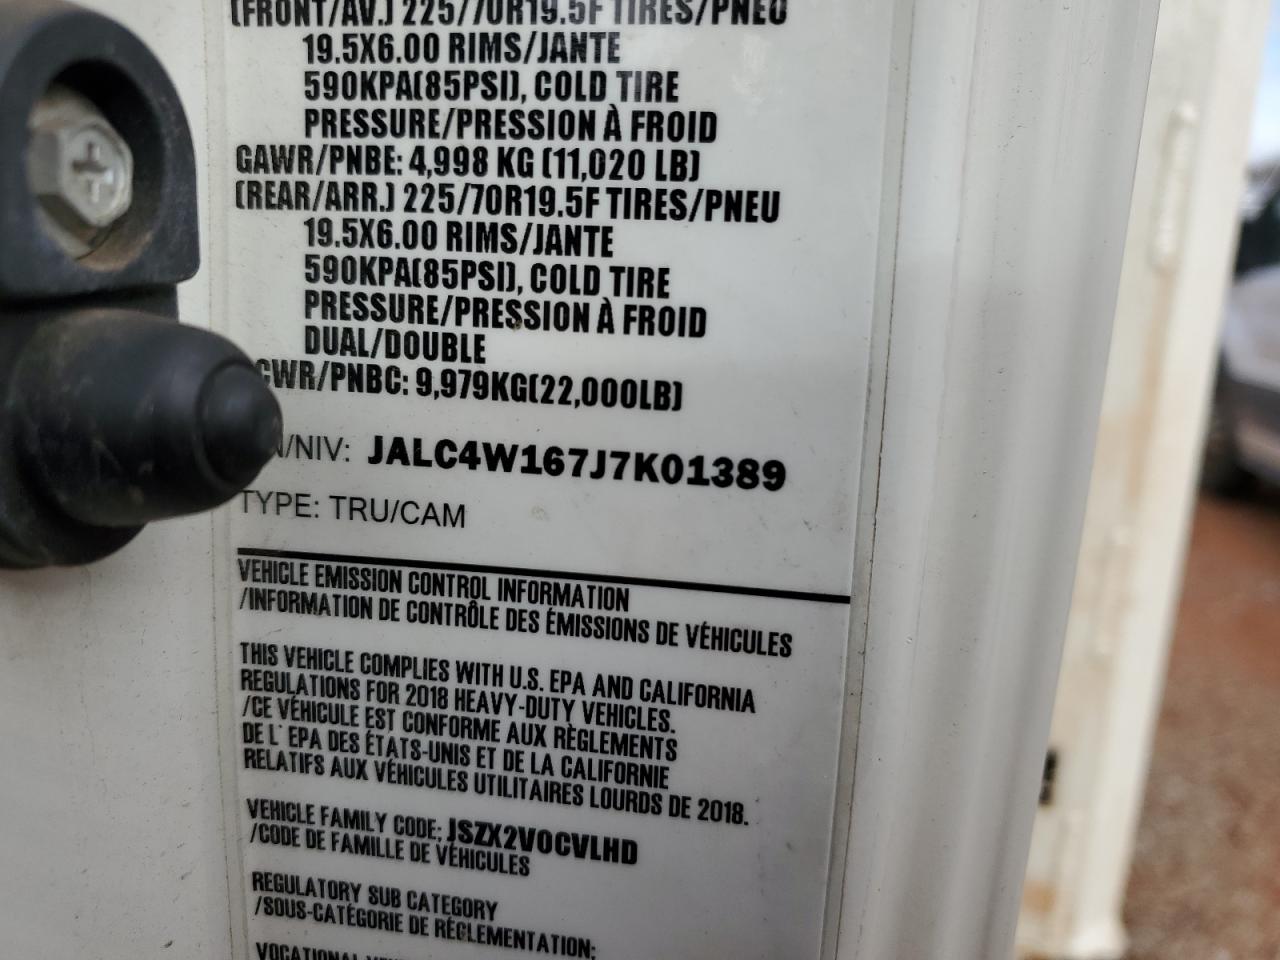 (FRONT/AV.) 225/70R19.5F TIRES/PNEU
19.5X6.00 RIMS/JANTE
590KPA(85PSI), COLD TIRE
PRESSURE/PRESSION À FROID
GAWR/PNBE: 4,998 KG (11,020 LB)
(REAR/ARR.) 225/70R19.5F TIRES/PNEU
19.5X6.00 RIMS/JANTE
590KPA(85PSI), COLD TIRE
PRESSURE/PRESSION À FROID
DUAL/DOUBLE
CWR/PNBC: 9,979KG(22,000LB)
N/NIV: JALC4W167J7K01389
TYPE: TRU/CAM
VEHICLE EMISSION CONTROL INFORMATION
/INFORMATION DE CONTRÔLE DES ÉMISSIONS DE VÉHICULES
THIS VEHICLE COMPLIES WITH U.S. EPA AND CALIFORNIA
REGULATIONS FOR 2018 HEAVY-DUTY VEHICLES.
/CE VÉHICULE EST CONFORME AUX RÈGLEMENTS
DE L' EPA DES ÉTATS-UNIS ET DE LA CALIFORNIE
RELATIFS AUX VÉHICULES UTILITAIRES LOURDS DE 2018.
VEHICLE FAMILY CODE: JSZX2VOCVLHD
/CODE DE FAMILLE DE VÉHICULES
REGULATORY SUB CATEGORY
/SOUS-CATÉGORIE DE RÉGLEMENTATION:
VOCATIONAL